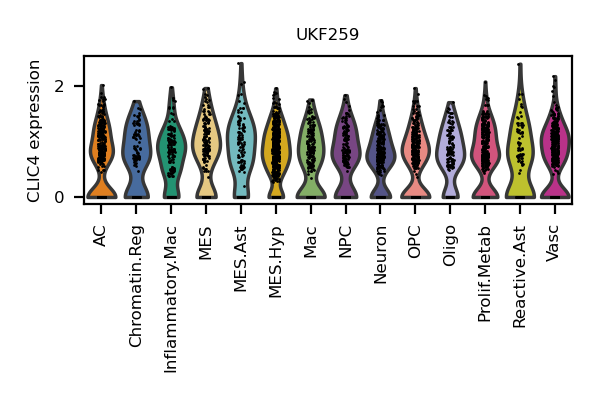 UKF259
CLIC4 expression
2
0
AC
Chromatin.Reg
Inflammatory.Mac
MES
MES.Ast
MES.Hyp
Mac
NPC
Neuron
OPC
Oligo
Prolif.Metab
Reactive.Ast
Vasc